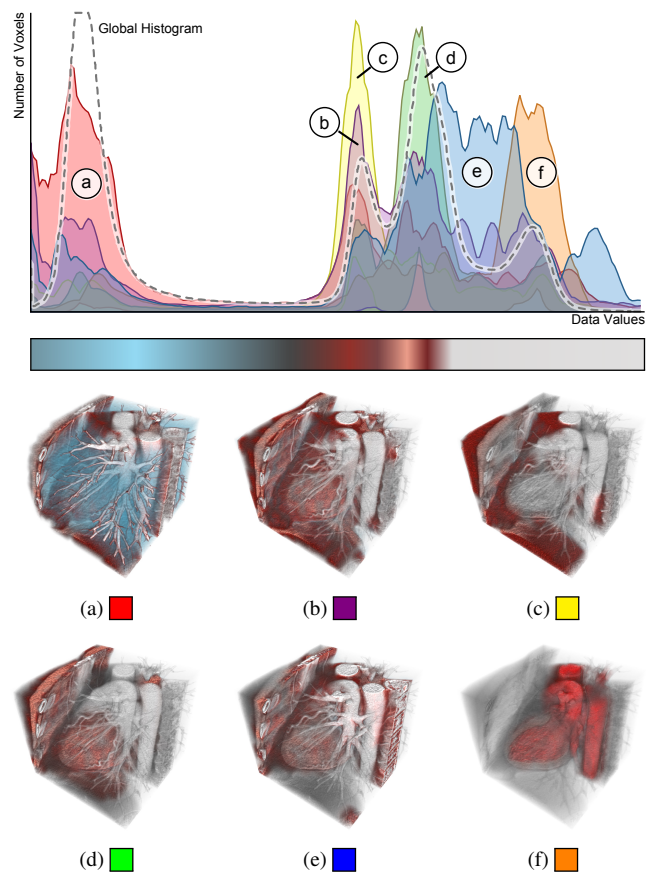 Number of Voxels
Global Histogram
c
d
b
a
e
f
Data Values
(a)
(b)
(c)
(d)
(e)
(f)